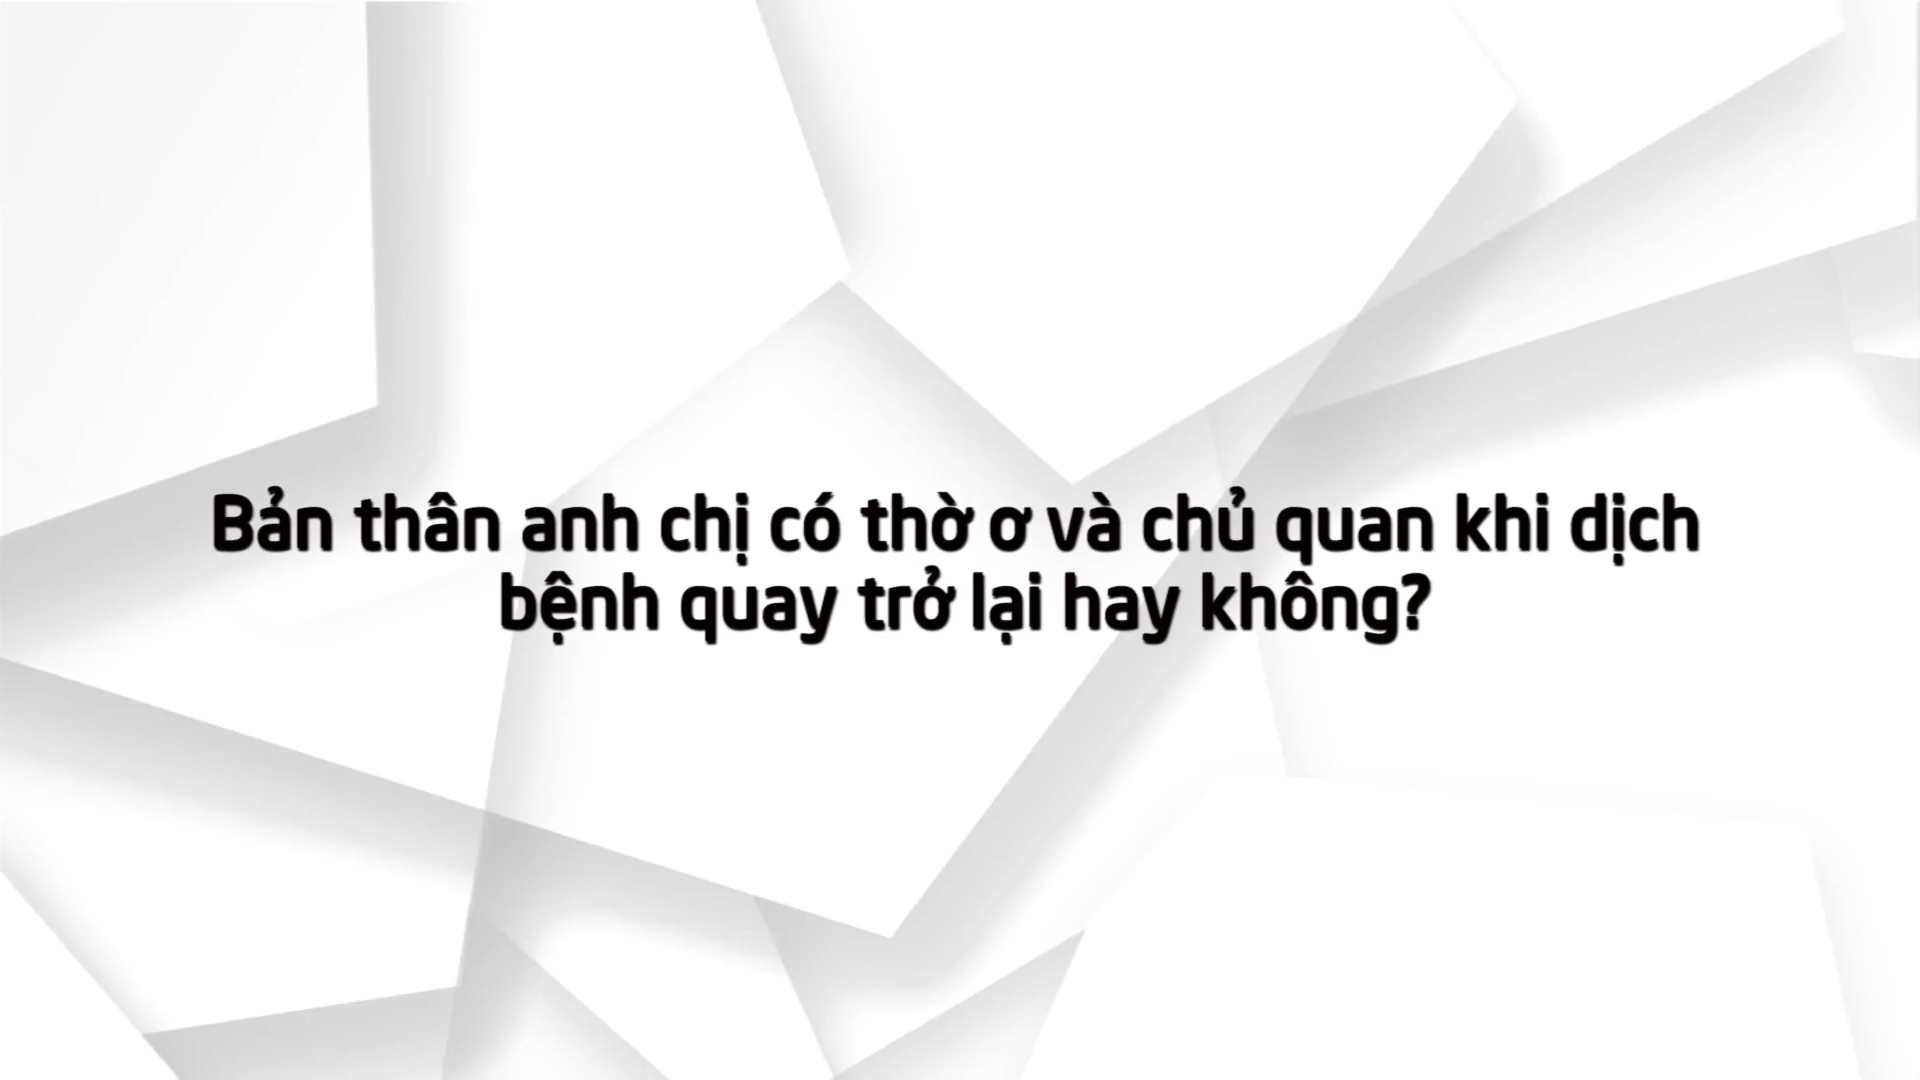 Bản thân anh chị có thờ ơ và chủ quan khi dịch
bệnh quay trở lại hay không?